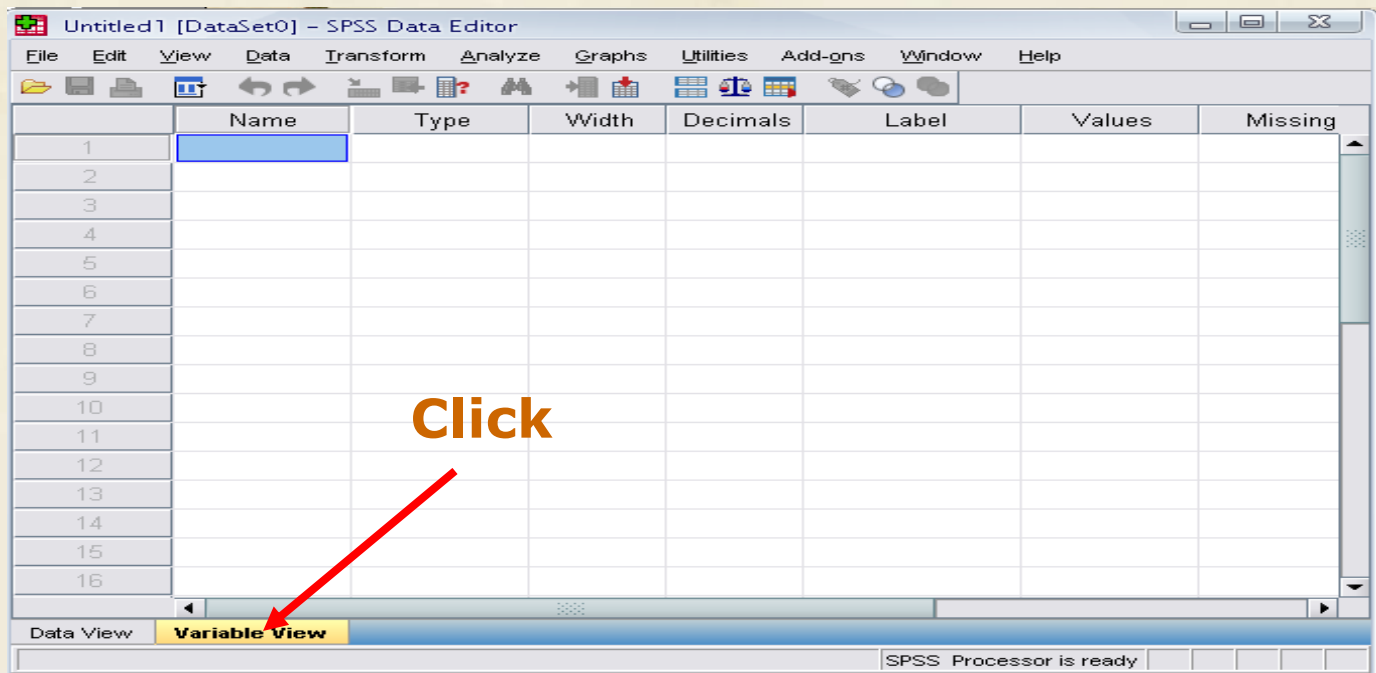 Untitled1 [DataSet0] – SPSS Data Editor
File Edit View Data Transform Analyze Graphs Utilities Add-ons Window Help
Name Type Width Decimals Label Values Missing
1
2
3
4
5
6
7
8
9
10
11
12
13
14
15
16
Click
Data View Variable View
SPSS Processor is ready